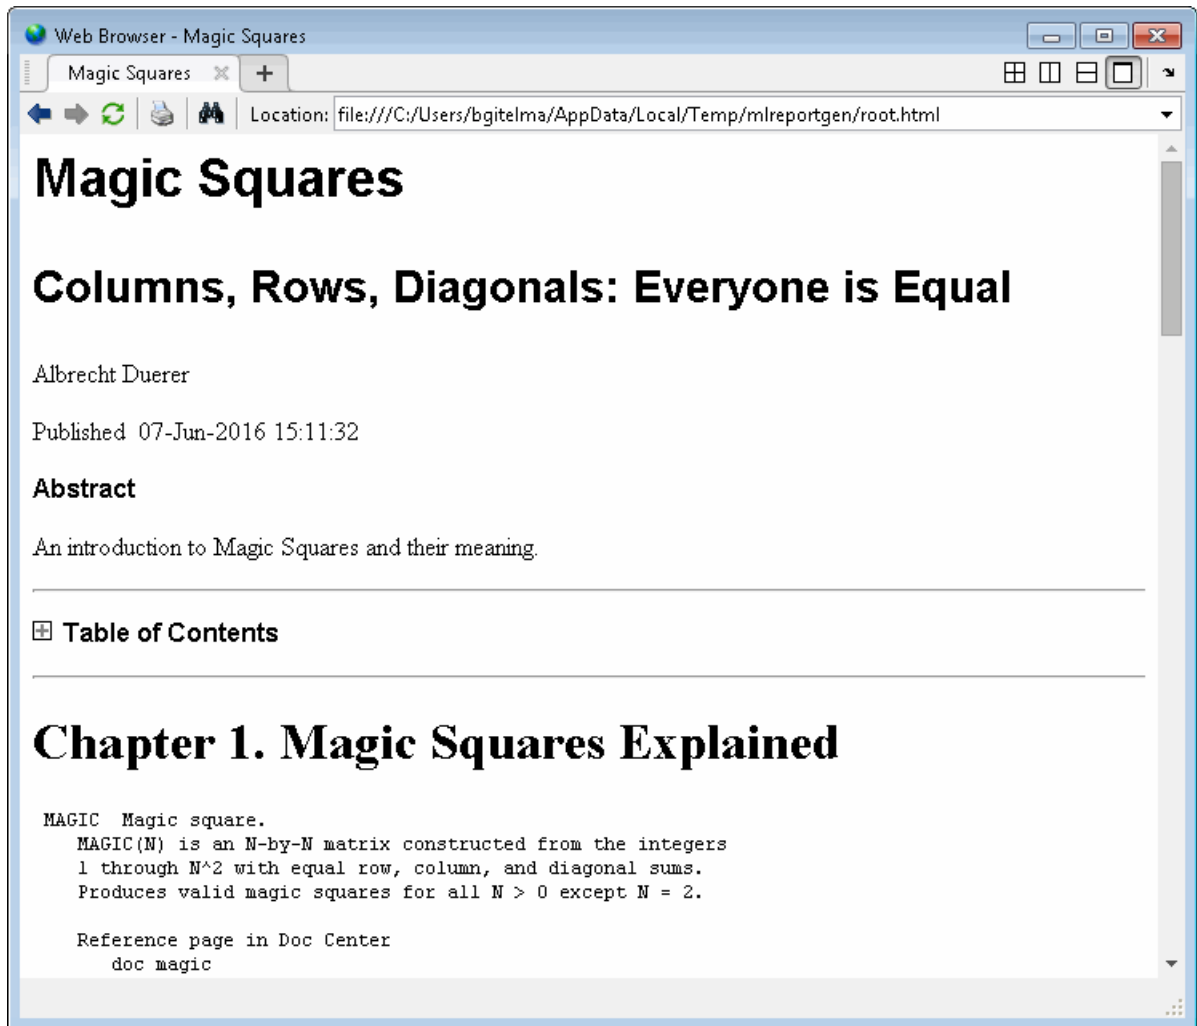 Web Browser - Magic Squares
Magic Squares
Location: file:///C:/Users/bgitelma/AppData/Local/Temp/mlreportgen/root.html
Magic Squares
Columns, Rows, Diagonals: Everyone is Equal
Albrecht Duerer
Published 07-Jun-2016 15:11:32
Abstract
An introduction to Magic Squares and their meaning.
Table of Contents
Chapter 1. Magic Squares Explained
MAGIC  Magic square.
MAGIC(N) is an N-by-N matrix constructed from the integers
1 through N^2 with equal row, column, and diagonal sums.
Produces valid magic squares for all N > 0 except N = 2.
Reference page in Doc Center
doc magic